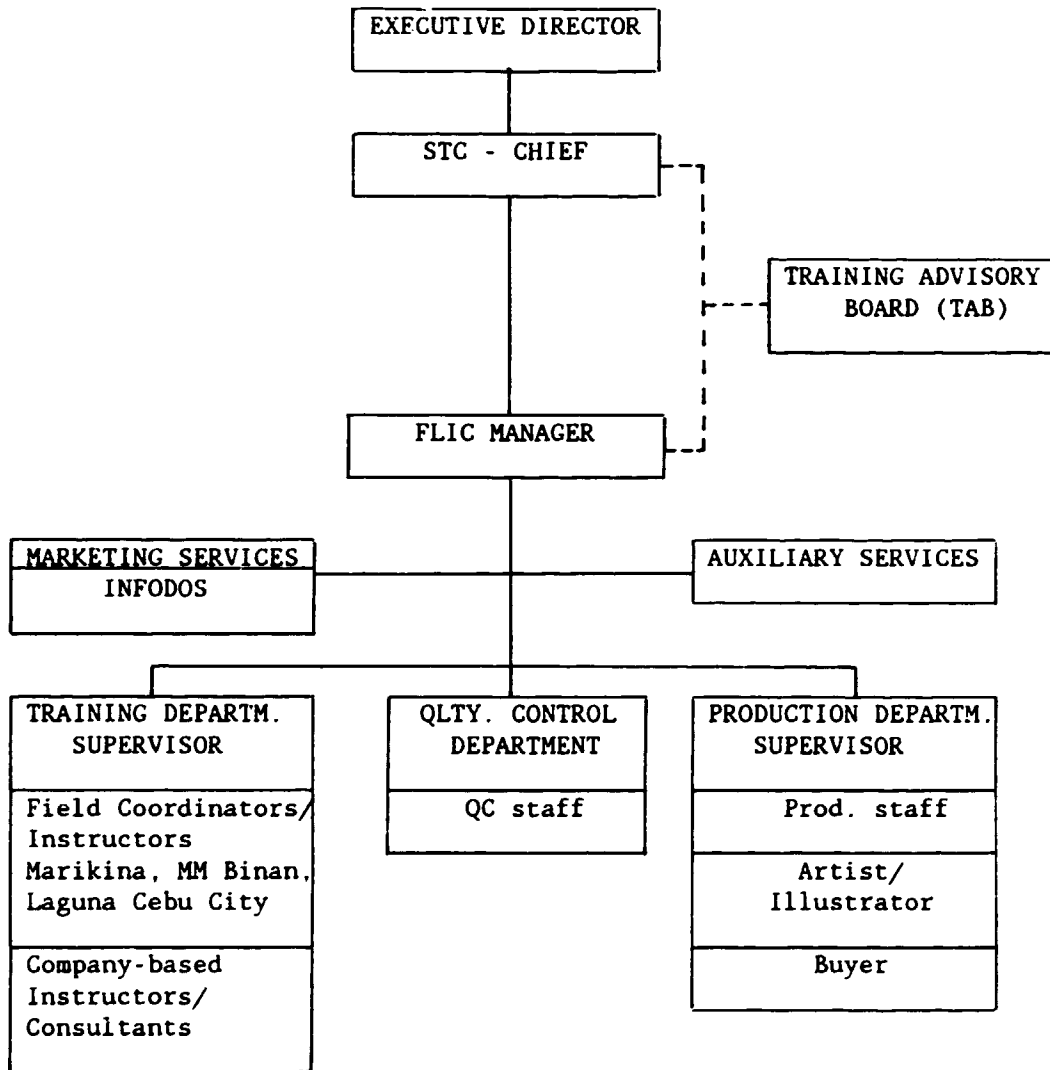 EXECUTIVE DIRECTOR
STC - CHIEF
TRAINING ADVISORY
BOARD (TAB)
FLIC MANAGER
MARKETING SERVICES
INFODOS
AUXILIARY SERVICES
TRAINING DEPARTM.
SUPERVISOR
Field Coordinators/
Instructors
Marikina, MM Binan,
Laguna Cebu City
Company-based
Instructors/
Consultants
QLTY. CONTROL
DEPARTMENT
QC staff
PRODUCTION DEPARTM.
SUPERVISOR
Prod. staff
Artist/
Illustrator
Buyer